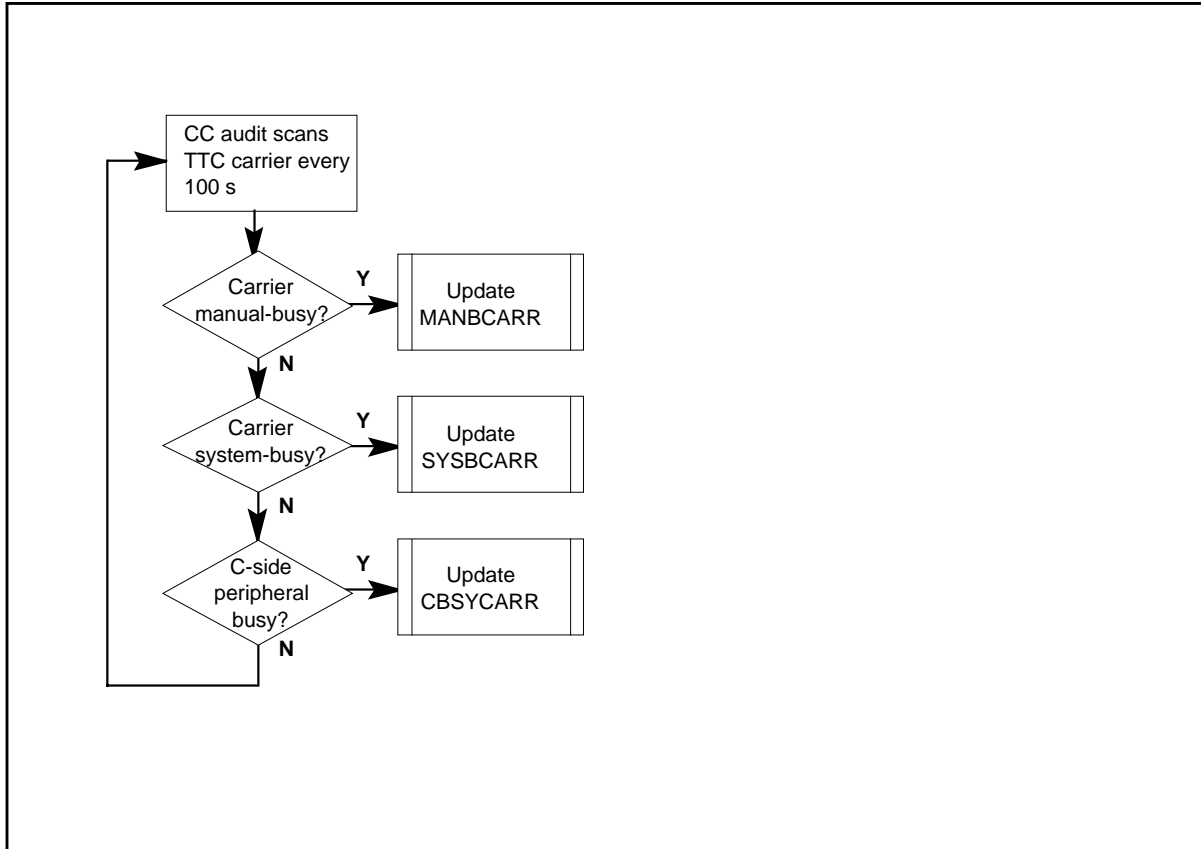 CC audit scans
TTC carrier every
100 s
Carrier
manual-busy?
Y
Update
MANBCARR
N
Carrier
system-busy?
Y
Update
SYSBCARR
N
C-side
peripheral
busy?
Y
Update
CBSYCARR
N